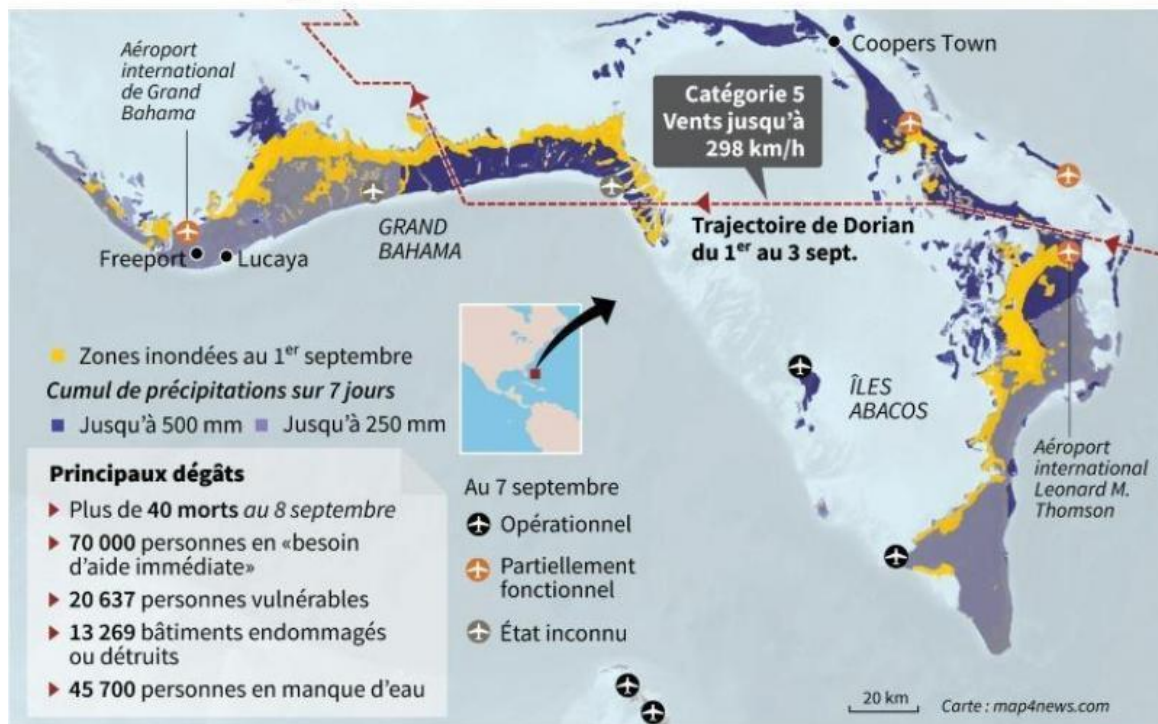 Aéroport
international
de Grand
Bahama
Coopers Town
Catégorie 5
Vents jusqu'à
298 km/h
GRAND
BAHAMA
Trajectoire de Dorian
du 1er au 3 sept.
Freeport
Lucaya
Zones inondées au 1er septembre
Cumul de précipitations sur 7 jours
Jusqu'à 500 mm
Jusqu'à 250 mm
ÎLES
ABACOS
Aéroport
international
Leonard M.
Thomson
Principaux dégâts
Plus de 40 morts au 8 septembre
70 000 personnes en «besoin
d'aide immédiate»
20 637 personnes vulnérables
13 269 bâtiments endommagés
ou détruits
45 700 personnes en manque d'eau
Au 7 septembre
Opérationnel
Partiellement
fonctionnel
État inconnu
20 km
Carte : map4news.com